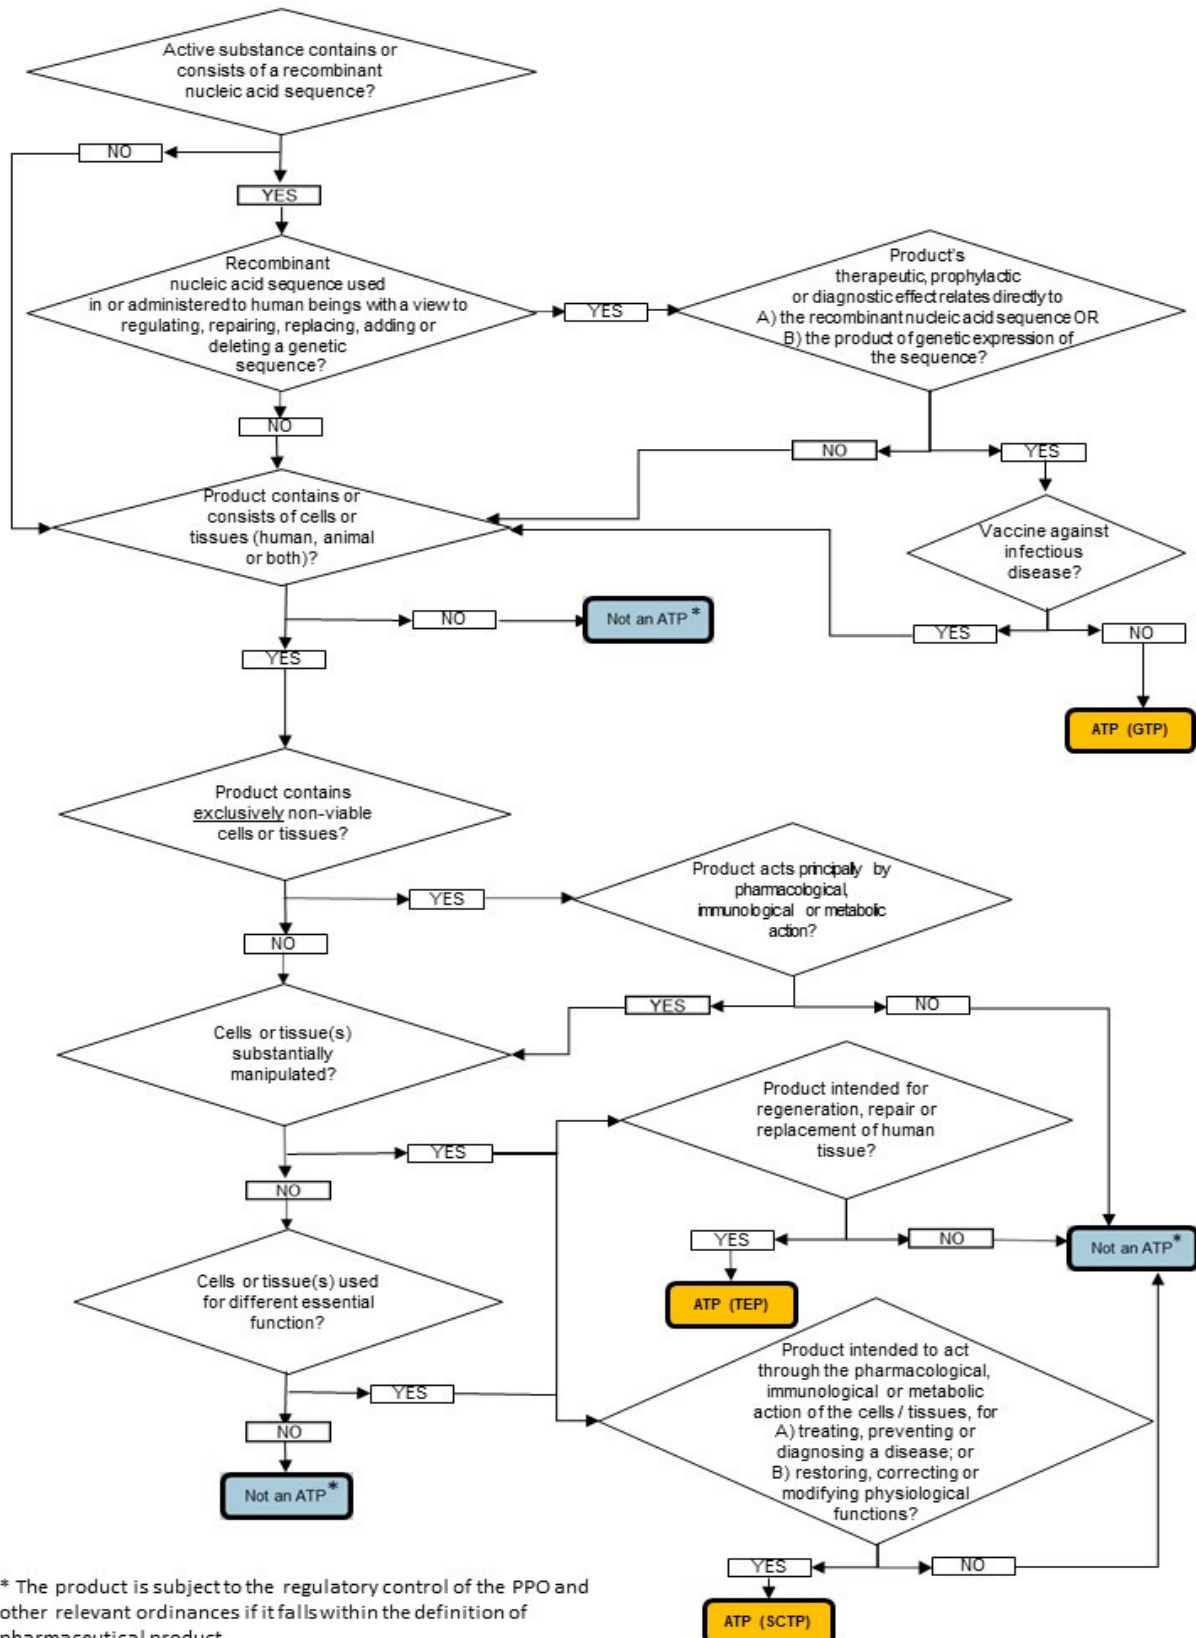 Active substance contains or
consists of a recombinant
nucleic acid sequence?
NO
YES
Recombinant
nucleic acid sequence used
in or administered to human beings with a view to
regulating, repairing, replacing, adding or
deleting a genetic
sequence?
YES
Product's
therapeutic, prophylactic
or diagnostic effect relates directly to
A) the recombinant nucleic acid sequence OR
B) the product of genetic expression of
the sequence?
NO
NO
YES
Product contains or
consists of cells or
tissues (human, animal
or both)?
Vaccine against
infectious
disease?
NO
Not an ATP *
YES
NO
YES
ATP (GTP)
Product contains
exclusively non-viable
cells or tissues?
Product acts principally by
pharmacological,
immunological or metabolic
action?
YES
NO
YES
NO
Cells or tissue(s)
substantially
manipulated?
Product intended for
regeneration, repair or
replacement of human
tissue?
YES
NO
YES
NO
Not an ATP *
Cells or tissue(s) used
for different essential
function?
ATP (TEP)
Product intended to act
through the pharmacological,
immunological or metabolic
action of the cells / tissues, for
A) treating, preventing or
diagnosing a disease; or
B) restoring, correcting or
modifying physiological
functions?
YES
NO
Not an ATP *
YES
NO
ATP (SCTP)
* The product is subject to the regulatory control of the PPO and
other relevant ordinances if it falls within the definition of
pharmaceutical product